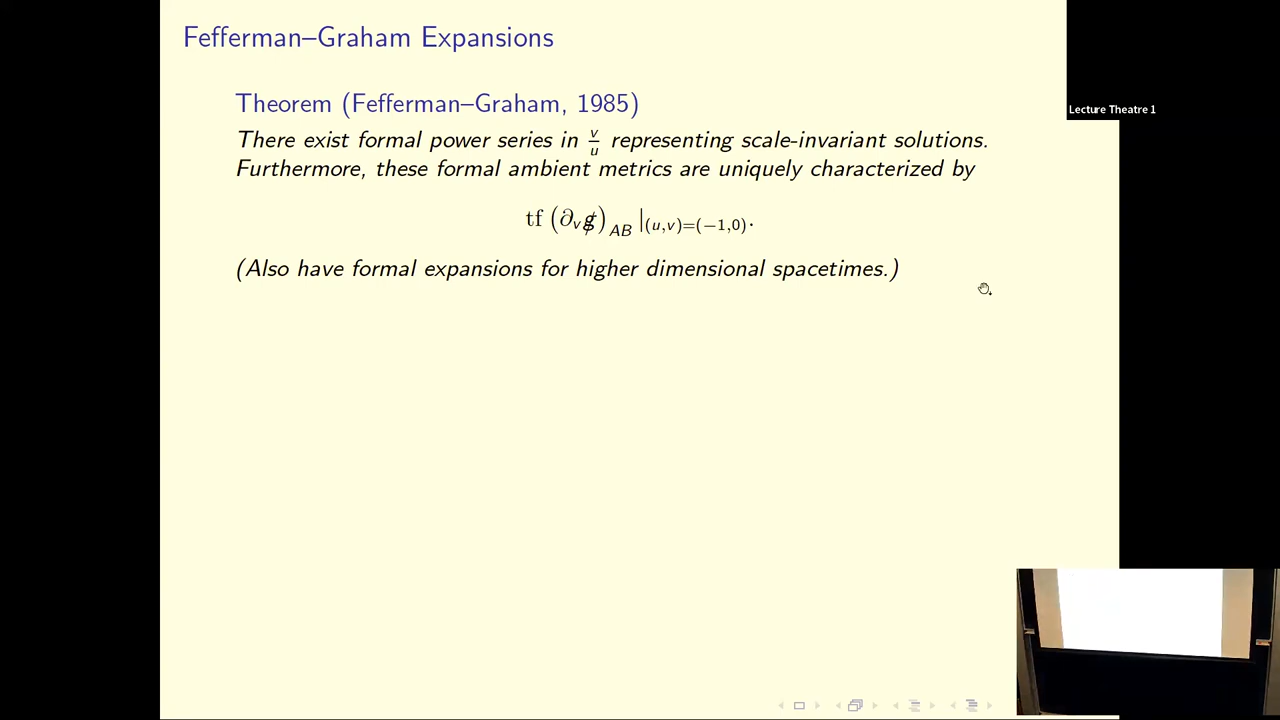 Fefferman–Graham Expansions
Theorem (Fefferman–Graham, 1985)
There exist formal power series in v/u representing scale-invariant solutions.
Furthermore, these formal ambient metrics are uniquely characterized by
tf (∂_v g̸)_{AB} |_{(u,v)=(−1,0)}.
(Also have formal expansions for higher dimensional spacetimes.)
Lecture Theatre 1